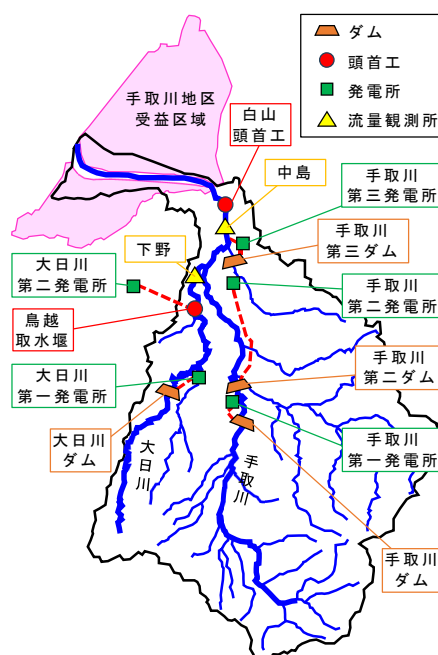 ダム
頭首工
発電所
流量観測所
手取川地区
受益区域
白山
頭首工
中島
手取川
第三発電所
下野
手取川
第三ダム
大日川
第二発電所
手取川
第二発電所
鳥越
取水堰
手取川
第二ダム
大日川
第一発電所
手取川
第一発電所
大日川
ダム
大日川
手取川
手取川
ダム